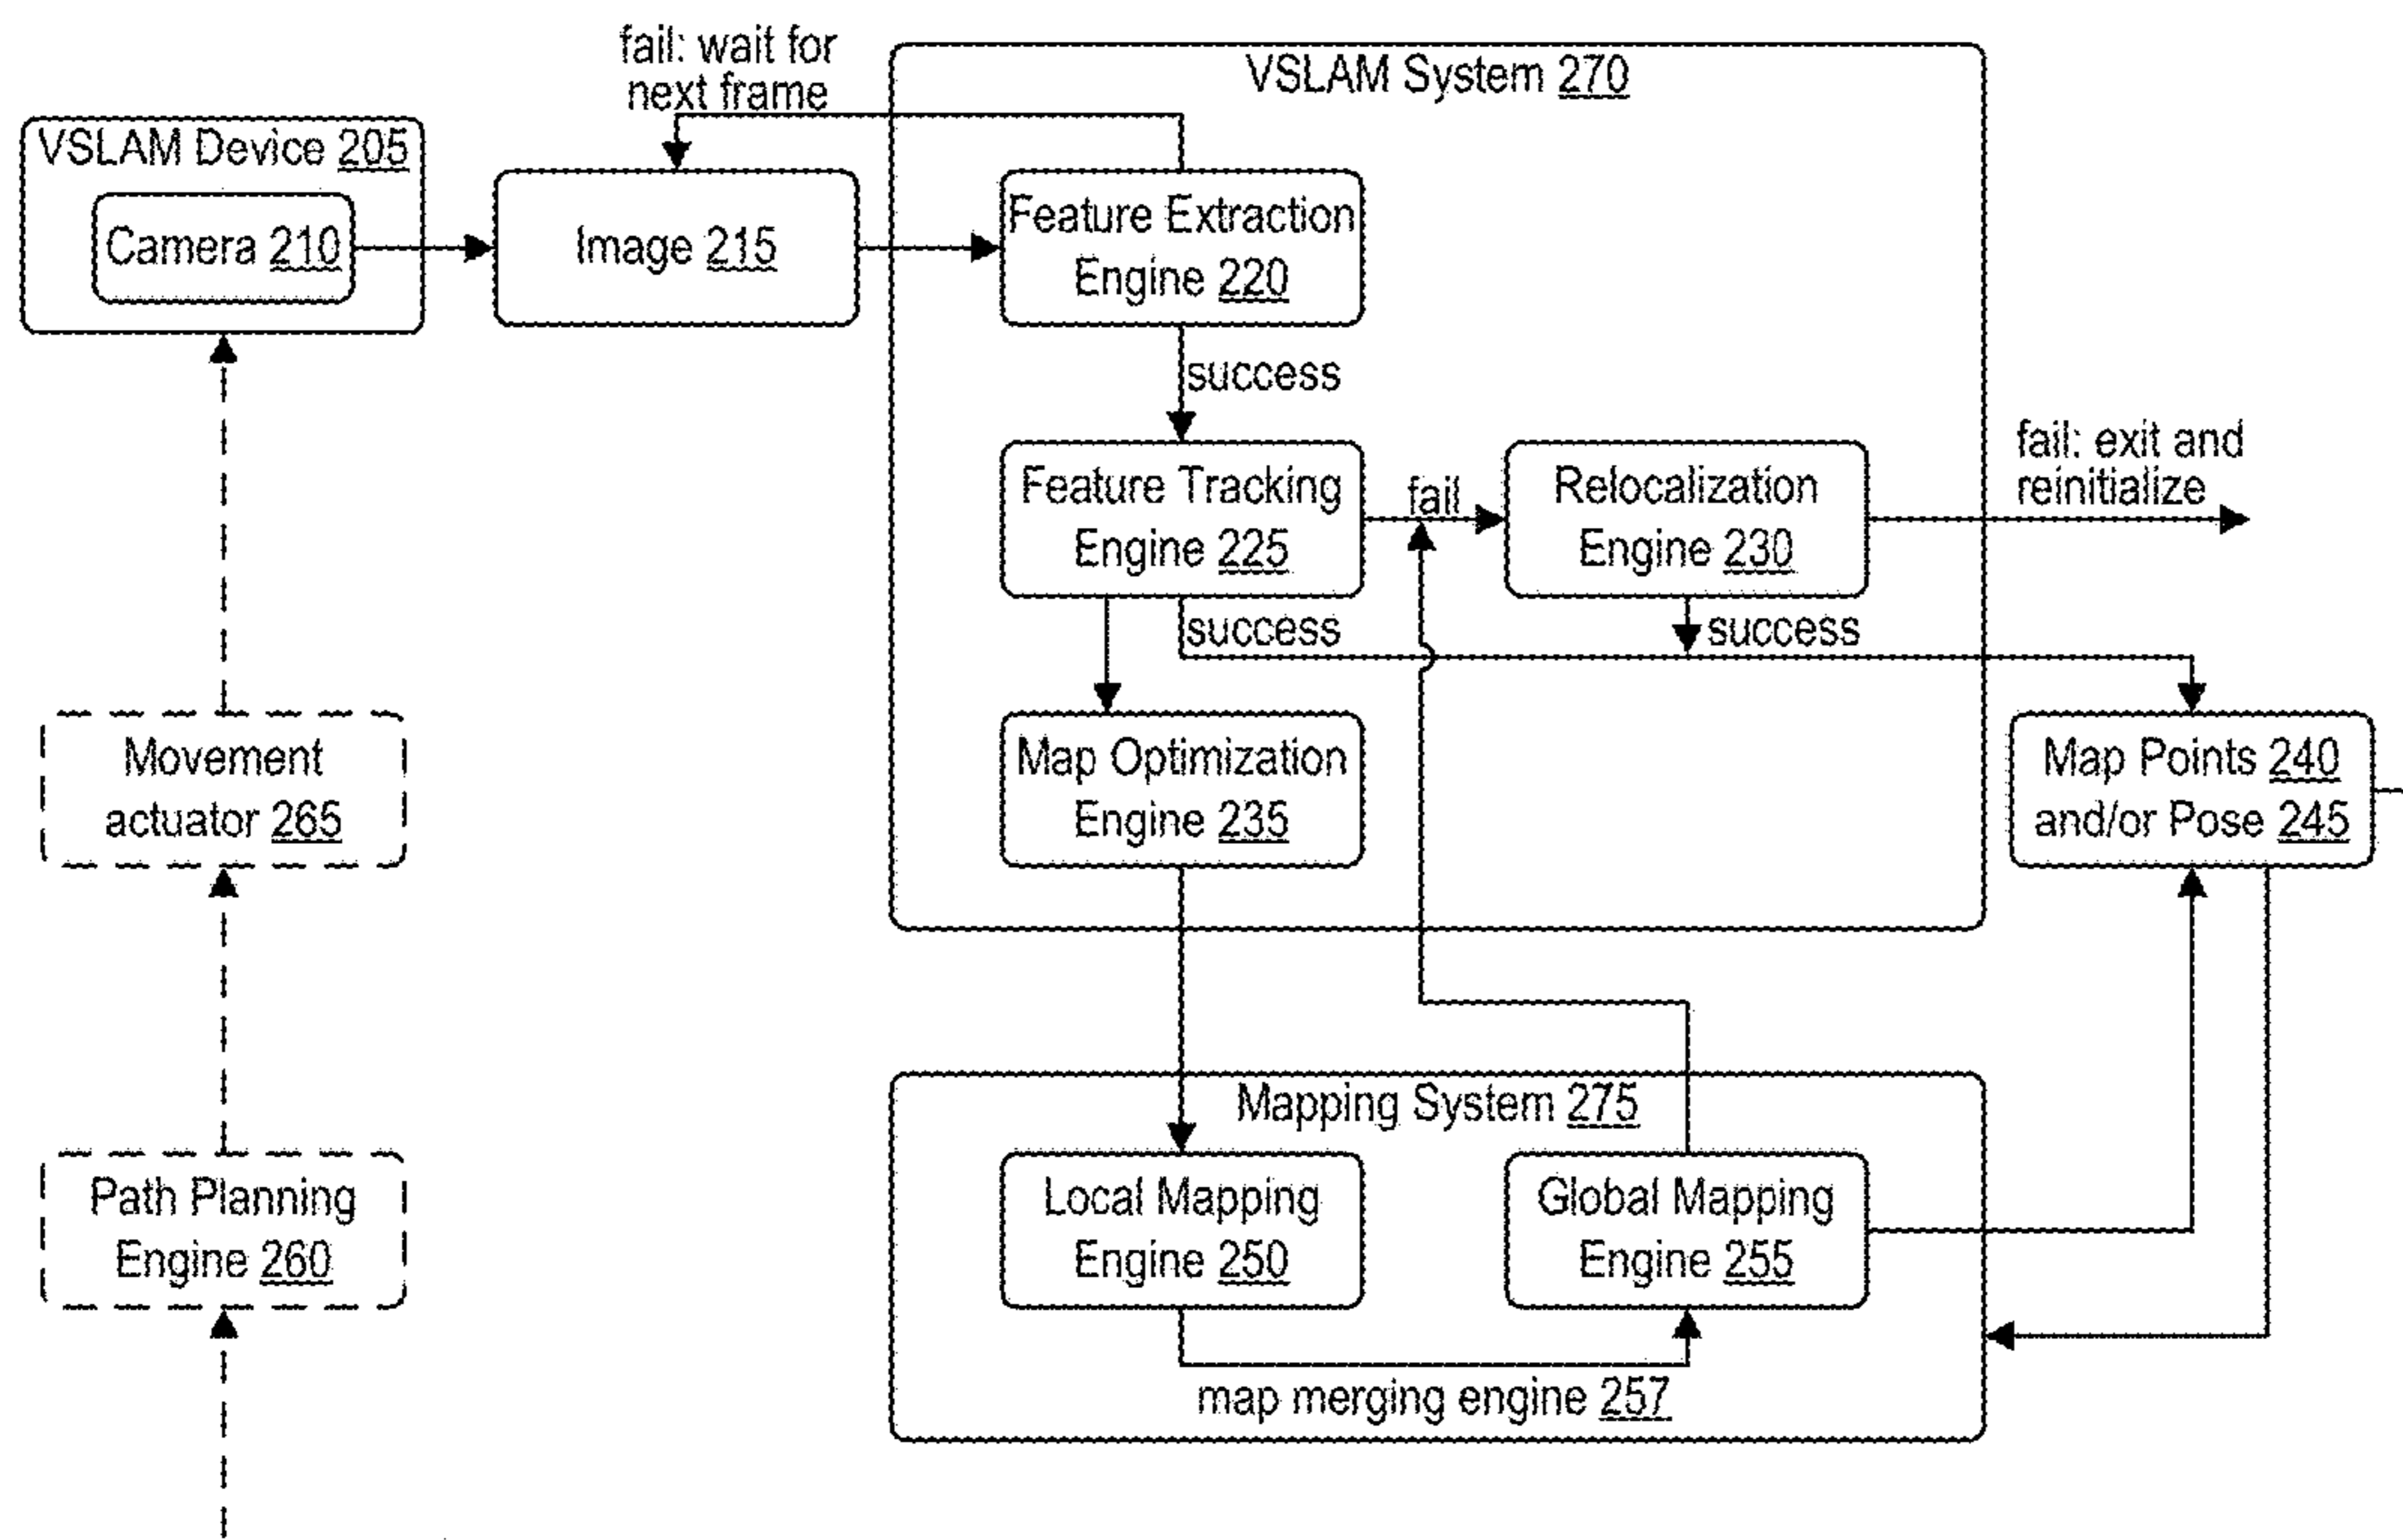 fail: wait for
next frame
VSLAM System 270
VSLAM Device 205
Camera 210
Image 215
Feature Extraction
Engine 220
success
Feature Tracking
Engine 225
fail
Relocalization
Engine 230
fail: exit and
reinitialize
success
success
Movement
actuator 265
Map Optimization
Engine 235
Map Points 240
and/or Pose 245
Mapping System 275
Path Planning
Engine 260
Local Mapping
Engine 250
Global Mapping
Engine 255
map merging engine 257